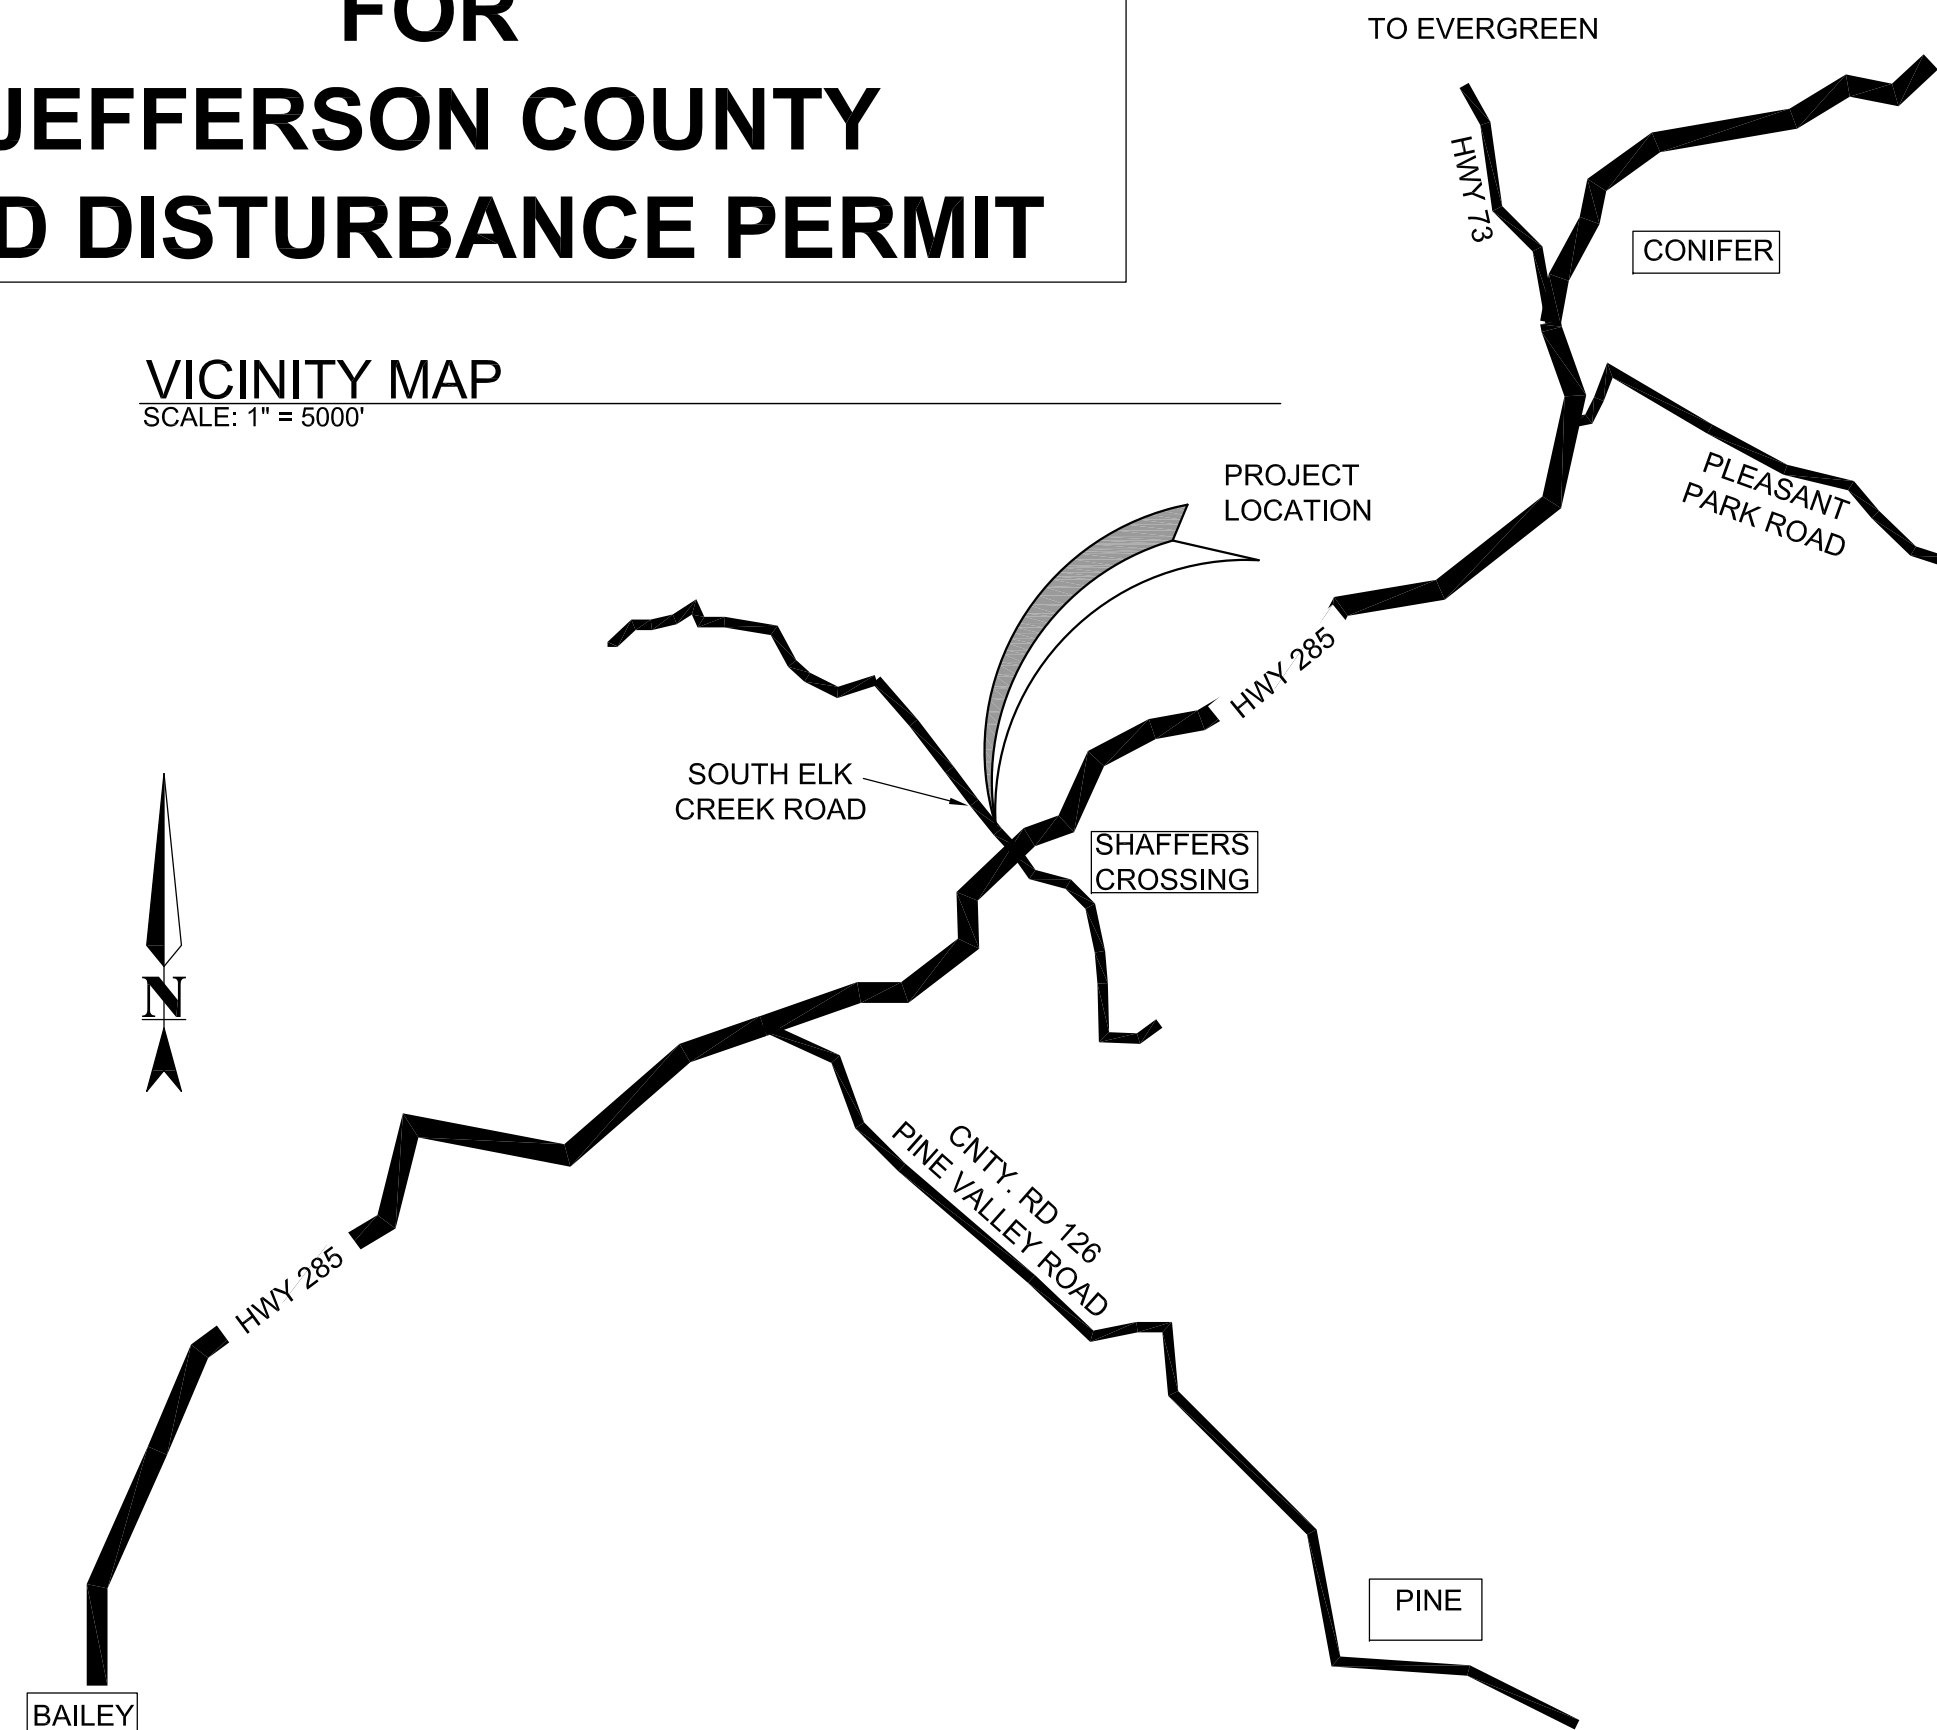 FOR
JEFFERSON COUNTY
D DISTURBANCE PERMIT
TO EVERGREEN
HWY 73
CONIFER
VICINITY MAP
SCALE: 1" = 5000'
PROJECT
LOCATION
PLEASANT
PARK ROAD
HWY 285
SOUTH ELK
CREEK ROAD
SHAFFERS
CROSSING
N
CNTY. RD 126
PINE VALLEY ROAD
HWY 285
PINE
BAILEY